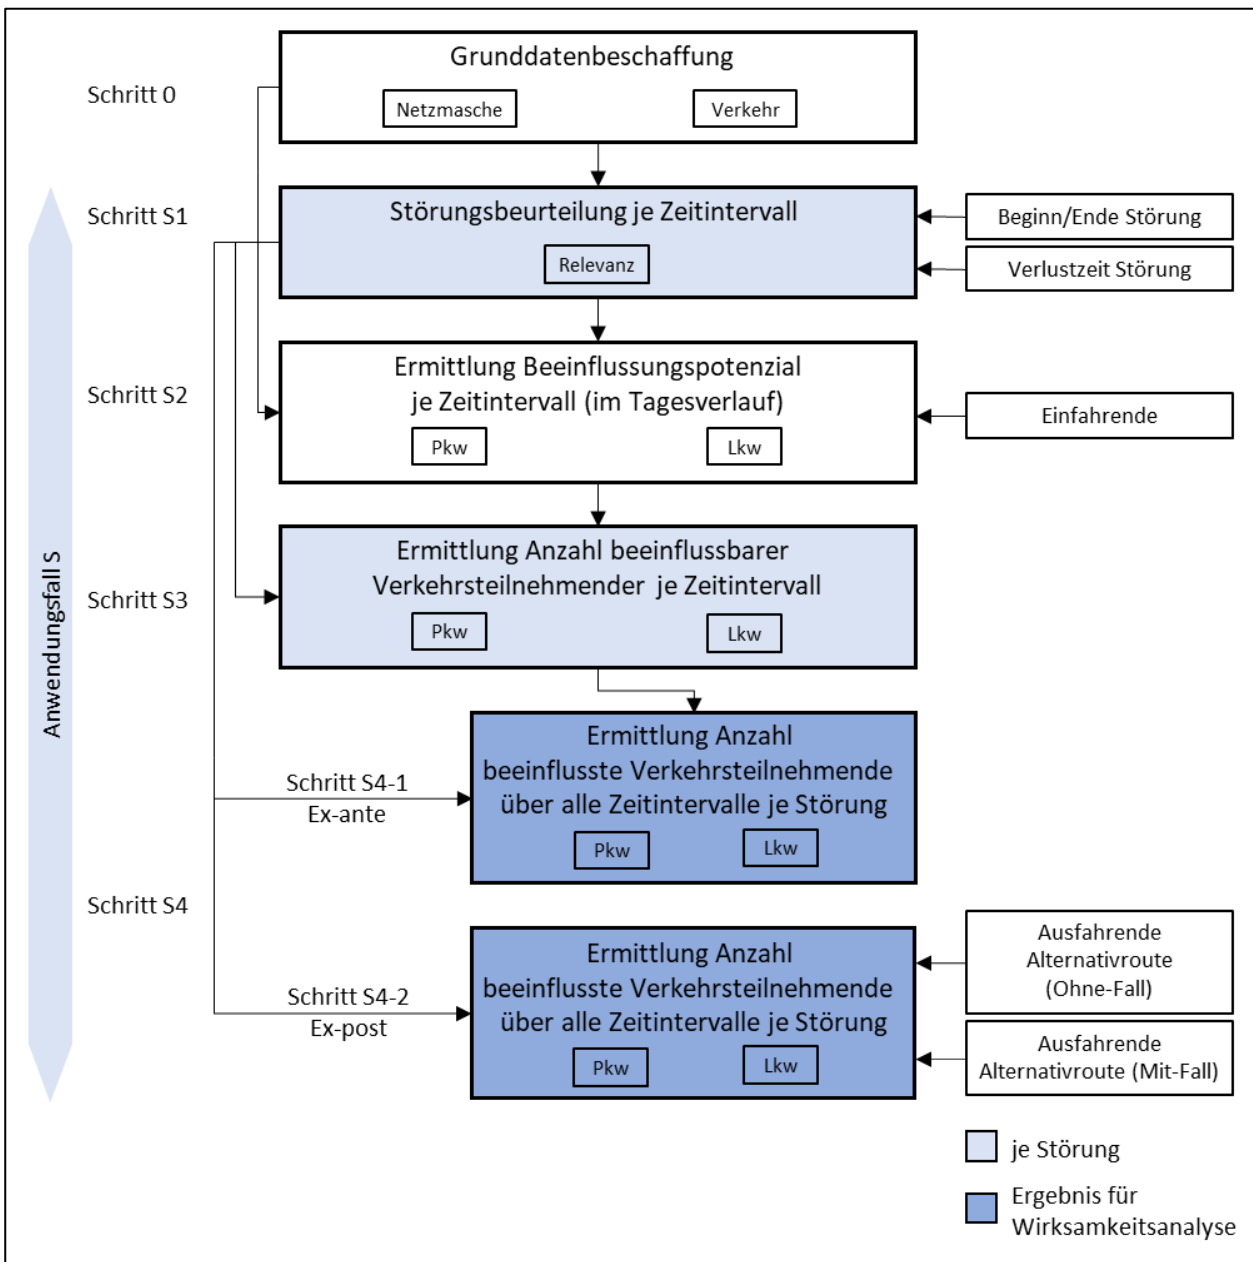 Grunddatenbeschaffung
Schritt 0
Netzmasche
Verkehr
Schritt S1
Störungsbeurteilung je Zeitintervall
Relevanz
Beginn/Ende Störung
Verlustzeit Störung
Schritt S2
Ermittlung Beeinflussungspotenzial
je Zeitintervall (im Tagesverlauf)
Pkw
Lkw
Einfahrende
Anwendungsfall S
Schritt S3
Ermittlung Anzahl beeinflussbarer
Verkehrsteilnehmender je Zeitintervall
Pkw
Lkw
Schritt S4-1
Ex-ante
Ermittlung Anzahl
beeinflusste Verkehrsteilnehmende
über alle Zeitintervalle je Störung
Pkw
Lkw
Schritt S4
Schritt S4-2
Ex-post
Ermittlung Anzahl
beeinflusste Verkehrsteilnehmende
über alle Zeitintervalle je Störung
Pkw
Lkw
Ausfahrende
Alternativroute
(Ohne-Fall)
Ausfahrende
Alternativroute (Mit-Fall)
je Störung
Ergebnis für
Wirksamkeitsanalyse